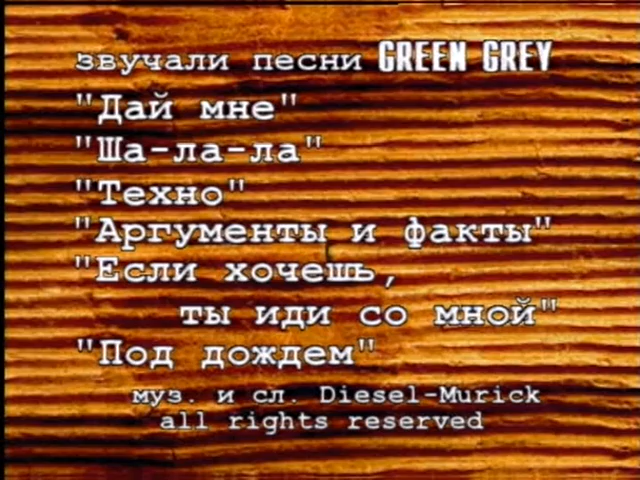 звучали песни GREEN GREY
"Дай мне"
"Ша-ла-ла"
"Техно"
"Аргументы и факты"
"Если хочешь,
ты иди со мной"
"Под дождем"
муз. и сл. Diesel-Murick
all rights reserved